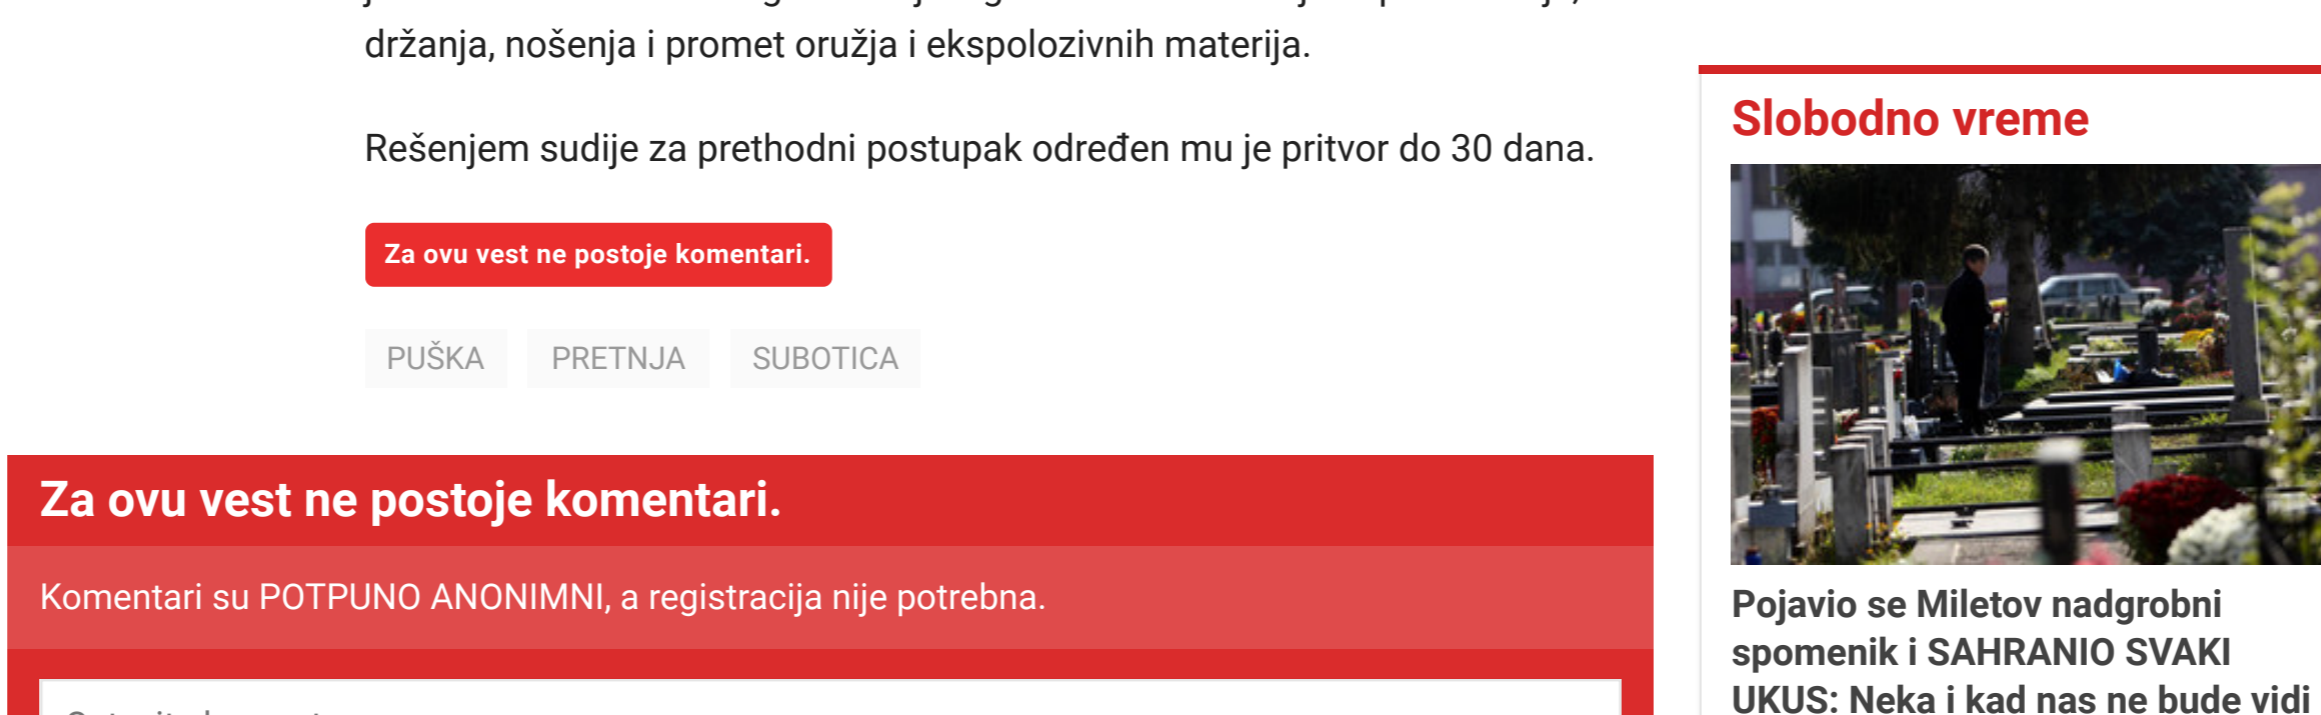 držanja, nošenja i promet oružja i ekspolozivnih materija.
Rešenjem sudije za prethodni postupak određen mu je pritvor do 30 dana.
Za ovu vest ne postoje komentari.
PUŠKA PRETNJA SUBOTICA
Za ovu vest ne postoje komentari.
Komentari su POTPUNO ANONIMNI, a registracija nije potrebna.
Slobodno vreme
Pojavio se Miletov nadgrobni
spomenik i SAHRANIO SVAKI
UKUS: Neka i kad nas ne bude vidi